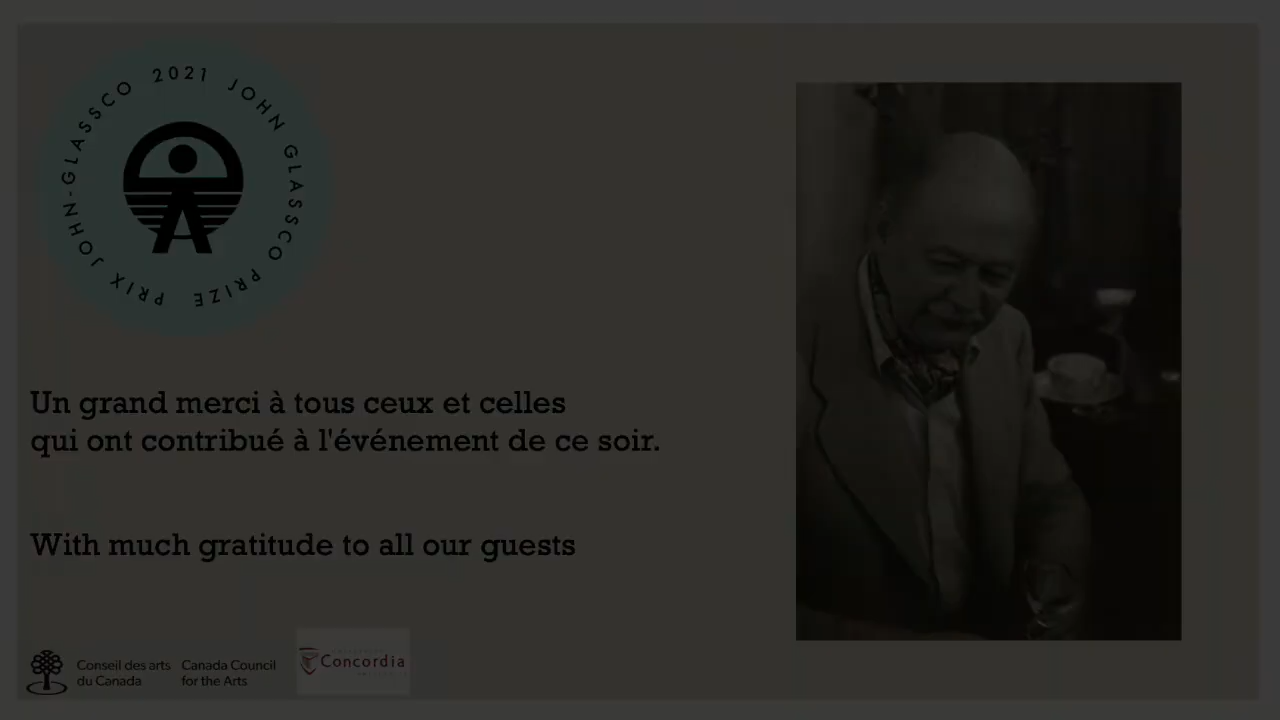 PRIX JOHN-GLASSCO 2021 JOHN GLASSCO PRIZE
Un grand merci à tous ceux et celles
qui ont contribué à l'événement de ce soir.
With much gratitude to all our guests
Conseil des arts
du Canada
Canada Council
for the Arts
Concordia